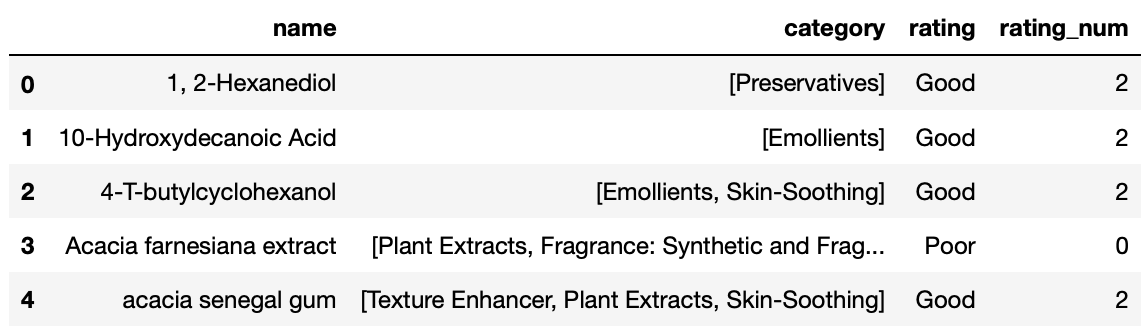 name category rating rating_num
0 1, 2-Hexanediol [Preservatives] Good 2
1 10-Hydroxydecanoic Acid [Emollients] Good 2
2 4-T-butylcyclohexanol [Emollients, Skin-Soothing] Good 2
3 Acacia farnesiana extract [Plant Extracts, Fragrance: Synthetic and Frag... Poor 0
4 acacia senegal gum [Texture Enhancer, Plant Extracts, Skin-Soothing] Good 2